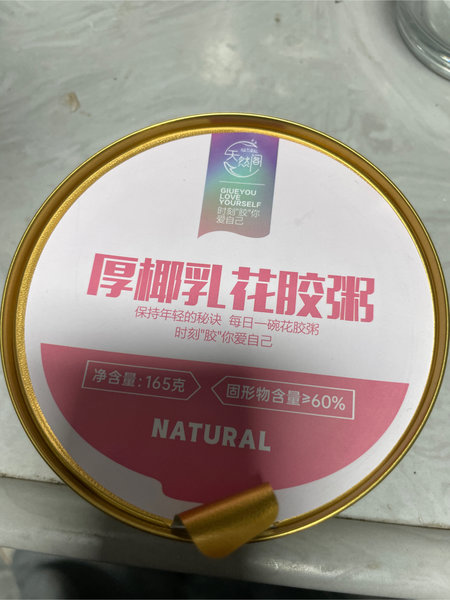 天然阁
GIUEYOU
LOVE
YOURSELF
时刻"胶"你
爱自己
厚椰乳花胶粥
保持年轻的秘诀 每日一碗花胶粥
时刻"胶"你爱自己
净含量:165克
固形物含量≥60%
NATURAL